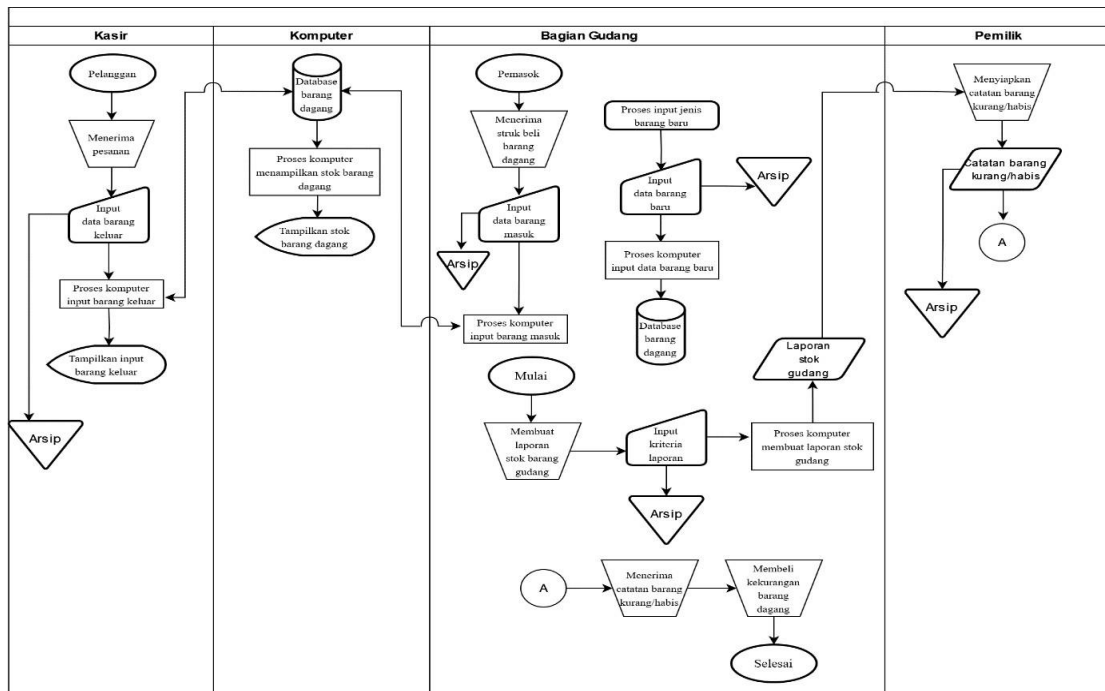 Kasir
Komputer
Bagian Gudang
Pemilik
Pelanggan
Menerima
pesanan
Input
data barang
keluar
Proses komputer
input barang keluar
Tampilkan input
barang keluar
Arsip
Database
barang
dagang
Proses komputer
menampilkan stok barang
dagang
Tampilkan stok
barang dagang
Pemasok
Menerima
struk beli
barang
dagang
Input
data barang
masuk
Arsip
Proses komputer
input barang masuk
Proses input jenis
barang baru
Input
data barang
baru
Arsip
Proses komputer
input data barang baru
Database
barang
dagang
Mulai
Membuat
laporan
stok barang
gudang
Input
kriteria
laporan
Arsip
Proses komputer
membuat laporan stok
gudang
Laporan
stok
gudang
A
Menerima
catatan barang
kurang/habis
Membeli
kekurangan
barang
dagang
Selesai
Menyiapkan
catatan barang
kurang/habis
Catatan barang
kurang/habis
A
Arsip